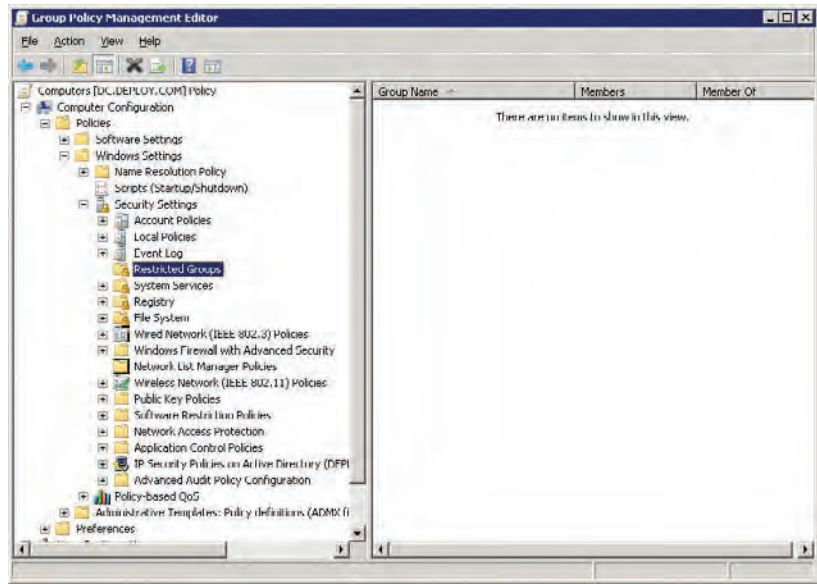 Group Policy Management Editor
File Action View Help
Computers [DC.DEPLOY.COM] Policy
Computer Configuration
Policies
Software Settings
Windows Settings
Name Resolution Policy
Scripts (Startup/Shutdown)
Security Settings
Account Policies
Local Policies
Event Log
Restricted Groups
System Services
Registry
File System
Wired Network (IEEE 802.3) Policies
Windows Firewall with Advanced Security
Network List Manager Policies
Wireless Network (IEEE 802.11) Policies
Public Key Policies
Software Restriction Policies
Network Access Protection
Application Control Policies
IP Security Policies on Active Directory (DEPL
Advanced Audit Policy Configuration
Policy-based QoS
Administrative Templates: Policy definitions (ADMX fi
Preferences
Group Name Members Member Of
There are no items to show in this view.